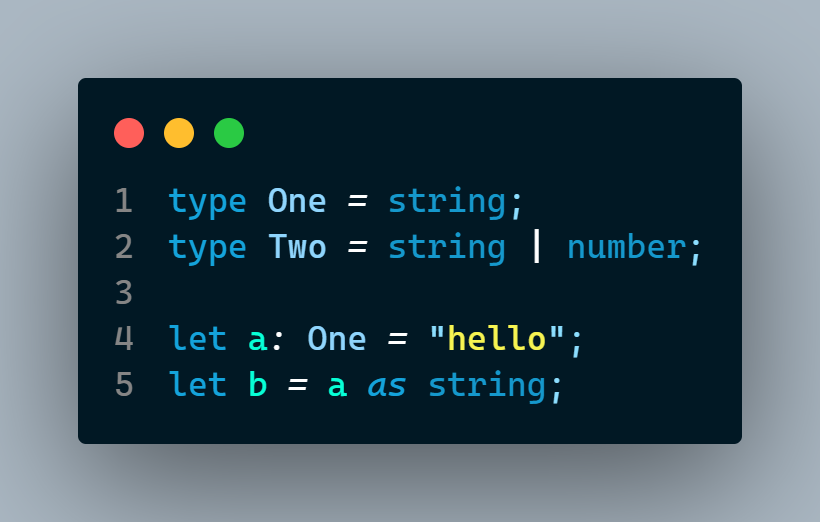 1 type One = string;
2 type Two = string | number;
3
4 let a: One = "hello";
5 let b = a as string;